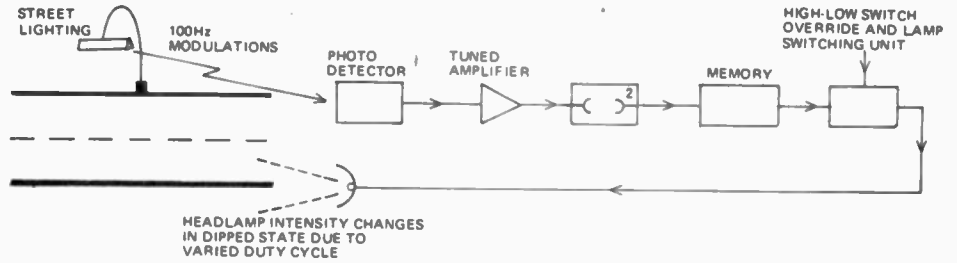 STREET
LIGHTING
100Hz
MODULATIONS
PHOTO
DETECTOR
TUNED
AMPLIFIER
2
MEMORY
HIGH-LOW SWITCH
OVERRIDE AND LAMP
SWITCHING UNIT
HEADLAMP INTENSITY CHANGES
IN DIPPED STATE DUE TO
VARIED DUTY CYCLE